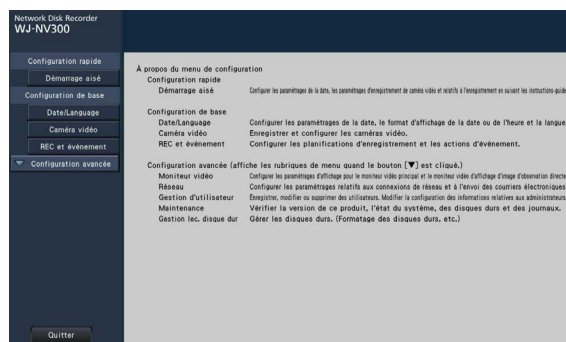 Network Disk Recorder
WJ-NV300
Configuration rapide
Démarrage aisé
Configuration de base
Date/Language
Caméra vidéo
REC et événement
Configuration avancée
Quitter
À propos du menu de configuration
Configuration rapide
Démarrage aisé Configurer les paramètres de la date, les paramètres d'enregistrement de caméra vidéo et relatifs à l'enregistrement en suivant les instructions-guide
Configuration de base
Date/Language Configurer les paramètres de la date, le format d'affichage de la date ou de l'heure et la langue
Caméra vidéo Enregistrer et configurer les caméras vidéo.
REC et événement Configurer les planifications d'enregistrement et les actions d'événement.
Configuration avancée (affiche les rubriques de menu quand le bouton [▼] est cliqué.)
Moniteur vidéo Configurer les paramètres d'affichage pour le moniteur vidéo principal et le moniteur vidéo d'affichage d'image d'observation directe
Réseau Configurer les paramétrages relatifs aux connexions de réseau et à l'envoi des courriers électroniques
Gestion d'utilisateur Enregistrer, modifier ou supprimer des utilisateurs. Modifier la configuration des informations relatives aux administrateurs
Maintenance Vérifier la version de ce produit, l'état du système, des disques durs et des journaux.
Gestion lec. disque dur Gérer les disques durs. (Formatage des disques durs, etc.)